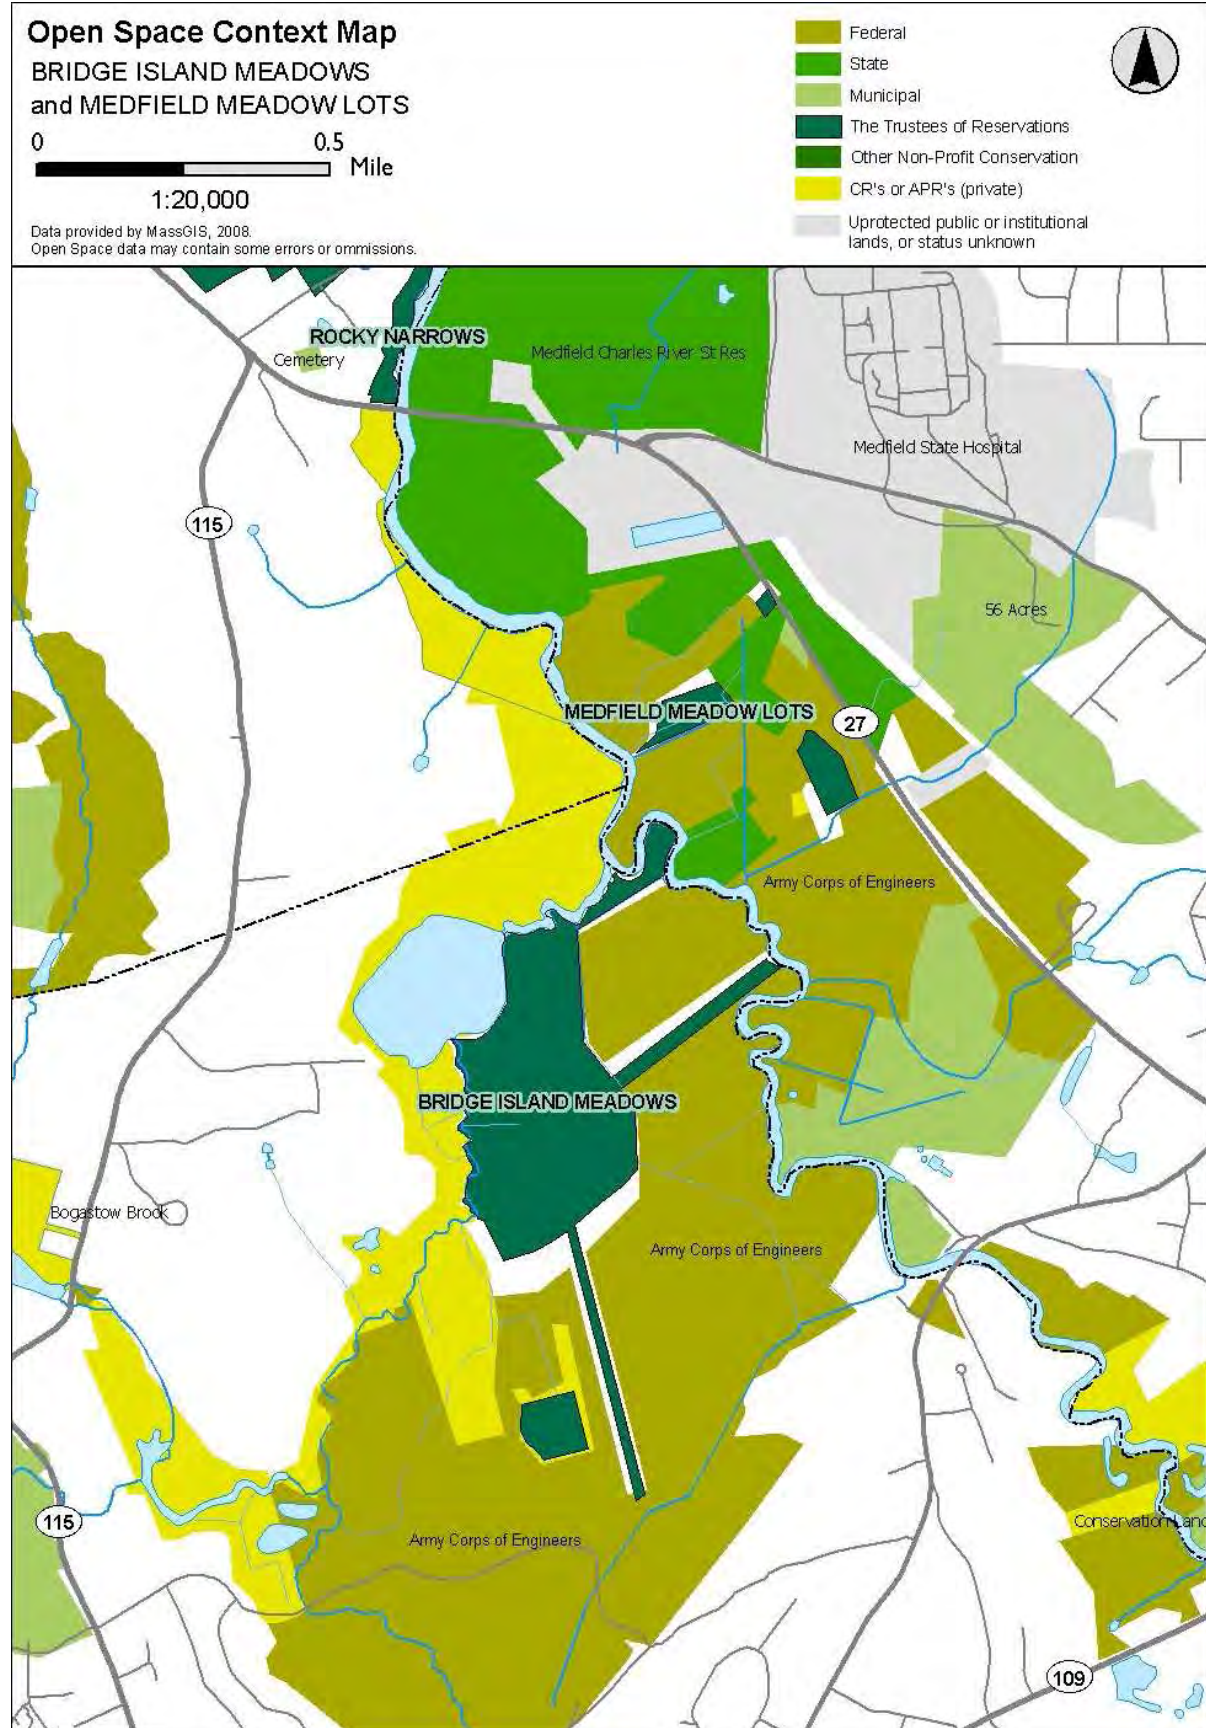 Open Space Context Map
BRIDGE ISLAND MEADOWS
and MEDFIELD MEADOW LOTS
0 0.5
Mile
1:20,000
Data provided by MassGIS, 2008.
Open Space data may contain some errors or ommissions.
Federal
State
Municipal
The Trustees of Reservations
Other Non-Profit Conservation
CR's or APR's (private)
Uprotected public or institutional
lands, or status unknown
ROCKY NARROWS
Cemetery
Medfield Charles River St Res
Medfield State Hospital
115
56 Acres
MEDFIELD MEADOW LOTS
27
Army Corps of Engineers
BRIDGE ISLAND MEADOWS
Bogastow Brook
Army Corps of Engineers
115
Army Corps of Engineers
Conservation Land
109